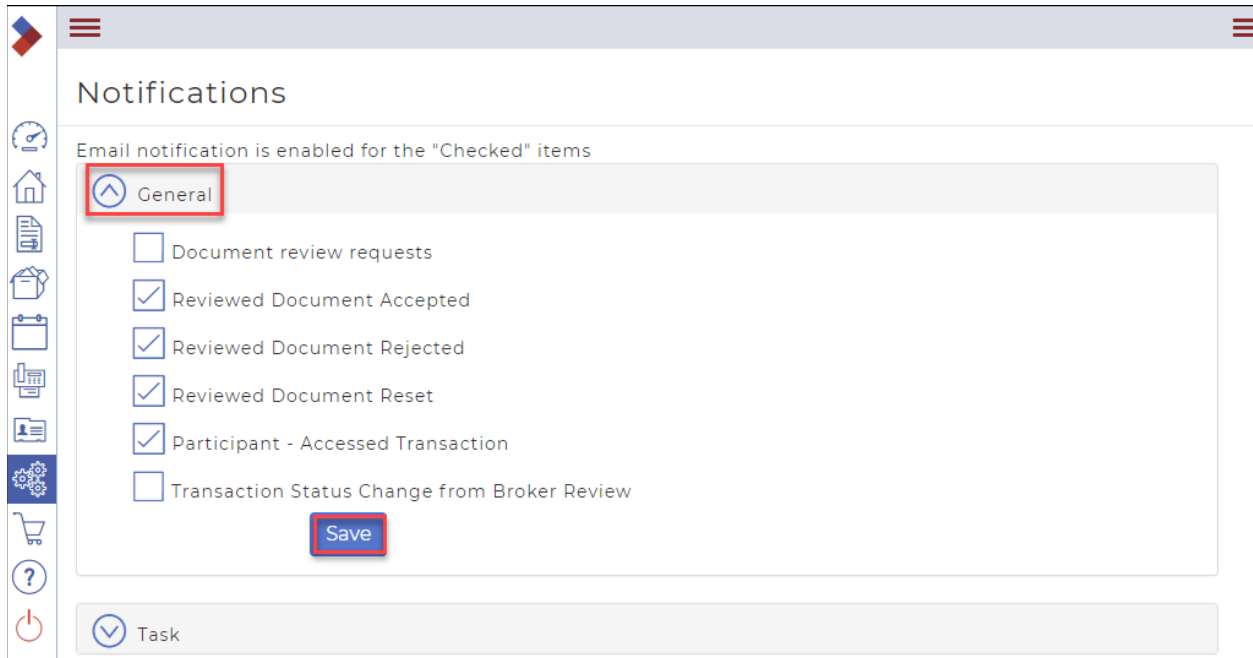 Notifications
Email notification is enabled for the "Checked" items
General
Document review requests
Reviewed Document Accepted
Reviewed Document Rejected
Reviewed Document Reset
Participant - Accessed Transaction
Transaction Status Change from Broker Review
Save
?
Task